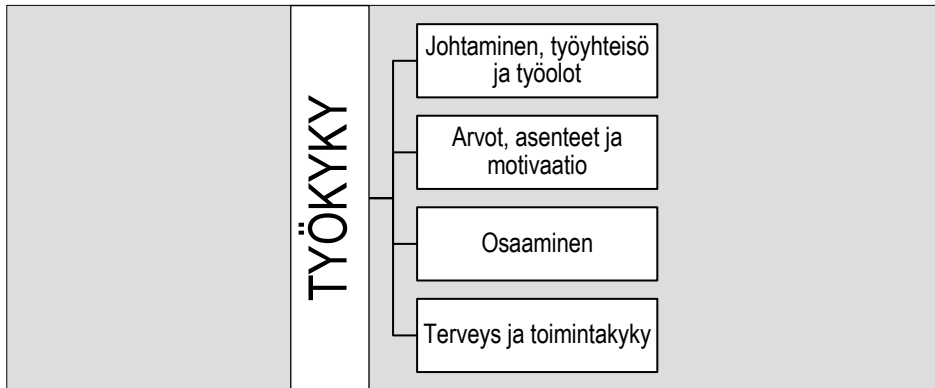 TYÖKYKY
Johtaminen, työyhteisö
ja työolot
Arvot, asenteet ja
motivaatio
Osaaminen
Terveys ja toimintakyky